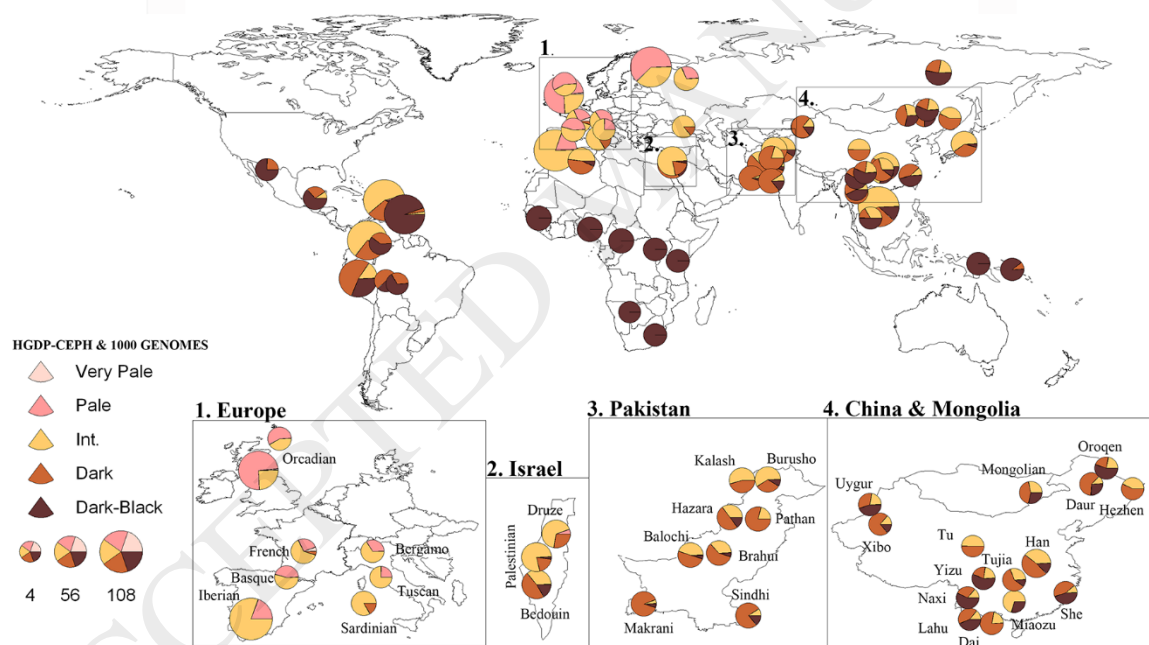 1.
2.
3.
4.
HGDP-CEPH & 1000 GENOMES
Very Pale
Pale
Int.
Dark
Dark-Black
4 56 108
1. Europe
Orcadian
French
Bergamo
Basque
Tuscan
Iberian
Sardinian
2. Israel
Druze
Palestinian
Bedouin
3. Pakistan
Kalash
Burusho
Hazara
Pathan
Balochi
Brahui
Sindhi
Makrani
4. China & Mongolia
Oroqen
Mongolian
Uygur
Daur
Hezhen
Xibo
Tu
Han
Tujia
Yizu
Naxi
She
Miaozu
Lahu
Dai